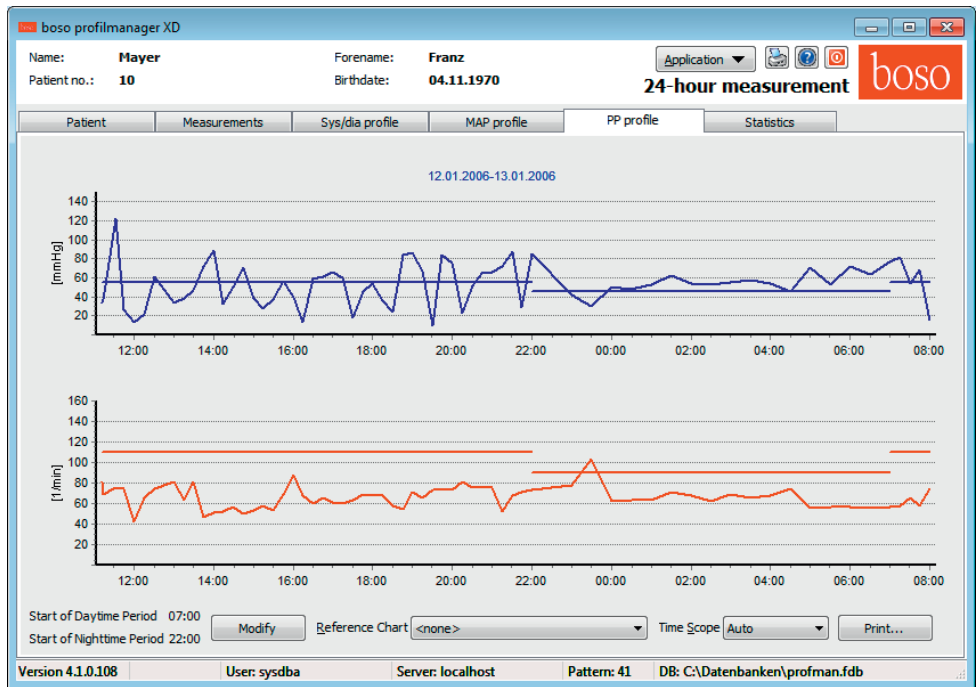 boso boso profilmanager XD
Name: Mayer Forename: Franz
Patient no.: 10 Birthdate: 04.11.1970
Application
24-hour measurement
boso
Patient Measurements Sys/dia profile MAP profile PP profile Statistics
12.01.2006-13.01.2006
[mmHg]
140
120
100
80
60
40
20
12:00 14:00 16:00 18:00 20:00 22:00 00:00 02:00 04:00 06:00 08:00
[1/min]
160
140
120
100
80
60
40
20
12:00 14:00 16:00 18:00 20:00 22:00 00:00 02:00 04:00 06:00 08:00
Start of Daytime Period 07:00
Start of Nighttime Period 22:00
Modify
Reference Chart <none>
Time Scope Auto
Print...
Version 4.1.0.108 User: sysdba Server: localhost Pattern: 41 DB: C:\Datenbanken\profman.fdb